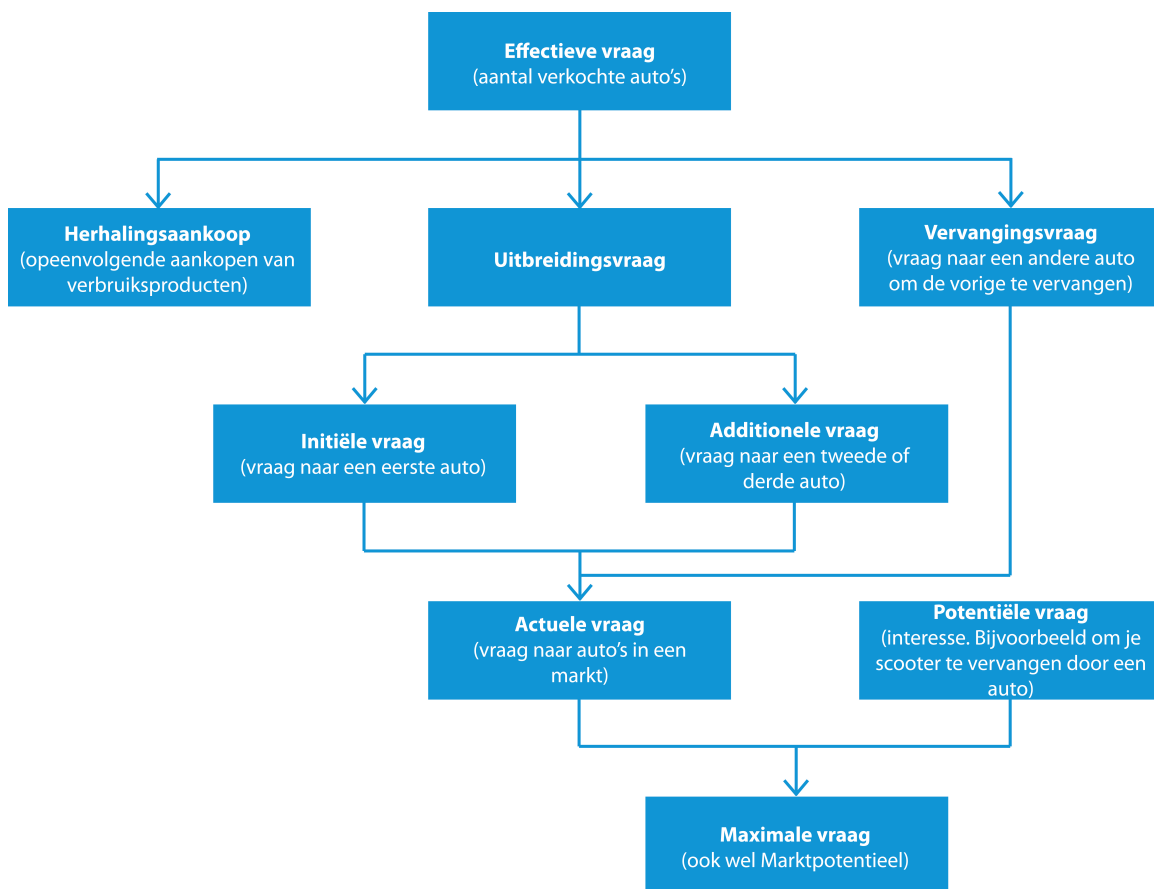 Effectieve vraag
(aantal verkochte auto’s)
Herhalingsaankoop
(opeenvolgende aankopen van
verbruiksproducten)
Uitbreidingsvraag
Vervangingsvraag
(vraag naar een andere auto
om de vorige te vervangen)
Initiële vraag
(vraag naar een eerste auto)
Additionele vraag
(vraag naar een tweede of
derde auto)
Actuele vraag
(vraag naar auto’s in een
markt)
Potentiële vraag
(interesse. Bijvoorbeeld om je
scooter te vervangen door een
auto)
Maximale vraag
(ook wel Marktpotentieel)